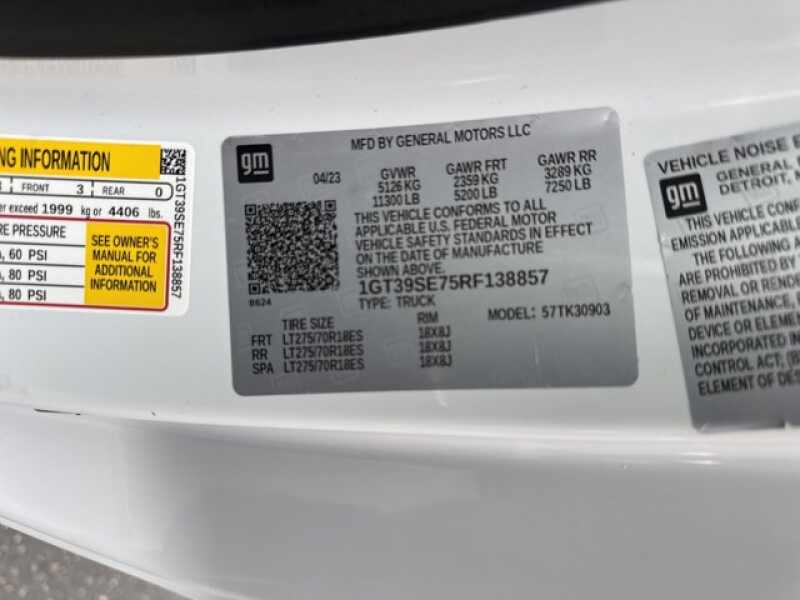 NG INFORMATION
FRONT 3 REAR 0
er exceed 1999 kg or 4406 lbs.
RE PRESSURE
, 60 PSI
, 80 PSI
, 80 PSI
SEE OWNER'S
MANUAL FOR
ADDITIONAL
INFORMATION
1GT39SE75RF138857
gm
MFD BY GENERAL MOTORS LLC
04/23
GVWR
5126 KG
11300 LB
GAWR FRT
2359 KG
5200 LB
GAWR RR
3289 KG
7250 LB
THIS VEHICLE CONFORMS TO ALL
APPLICABLE U.S. FEDERAL MOTOR
VEHICLE SAFETY STANDARDS IN EFFECT
ON THE DATE OF MANUFACTURE
SHOWN ABOVE.
1GT39SE75RF138857
TYPE: TRUCK
MODEL: 57TK30903
8624
TIRE SIZE RIM
FRT LT275/70R18ES 18X8J
RR LT275/70R18ES 18X8J
SPA LT275/70R18ES 18X8J
VEHICLE NOISE E
gm
GENERAL
DETROIT, M
THIS VEHICLE CONFO
EMISSION APPLICABLE
THE FOLLOWING A
ARE PROHIBITED B
REMOVAL OR RENDE
OF MAINTENANCE,
DEVICE OR ELEME
INCORPORATED IN
CONTROL ACT; (B
ELEMENT OF DES